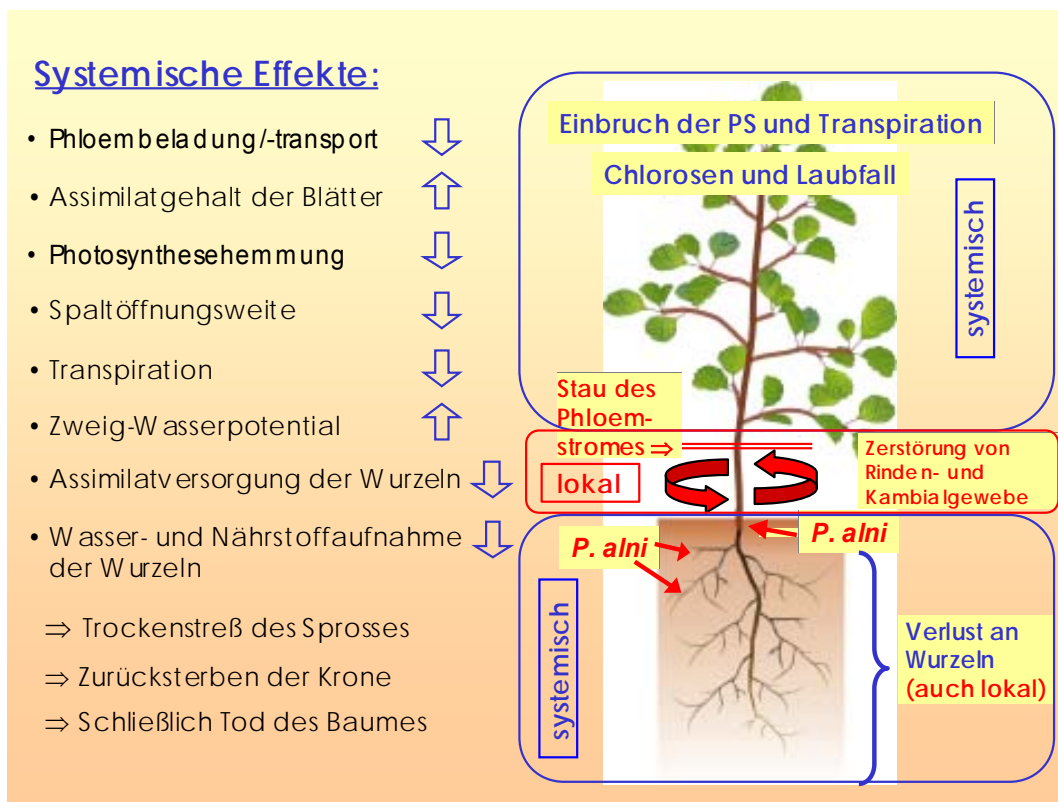 Systemische Effekte:
• Phloembeladung/-transport
• Assimilatgehalt der Blätter
• Photosynthesehemmung
• Spaltöffnungsweite
• Transpiration
• Zweig-Wasserpotential
• Assimilatversorgung der Wurzeln
• Wasser- und Nährstoffaufnahme
der Wurzeln
⇒ Trockenstreß des Sprosses
⇒ Zurücksterben der Krone
⇒ Schließlich Tod des Baumes
Einbruch der PS und Transpiration
Chlorosen und Laubfall
systemisch
Stau des
Phloem-
stromes ⇒
lokal
Zerstörung von
Rinden- und
Kambialgewebe
P. alni
P. alni
systemisch
Verlust an
Wurzeln
(auch lokal)